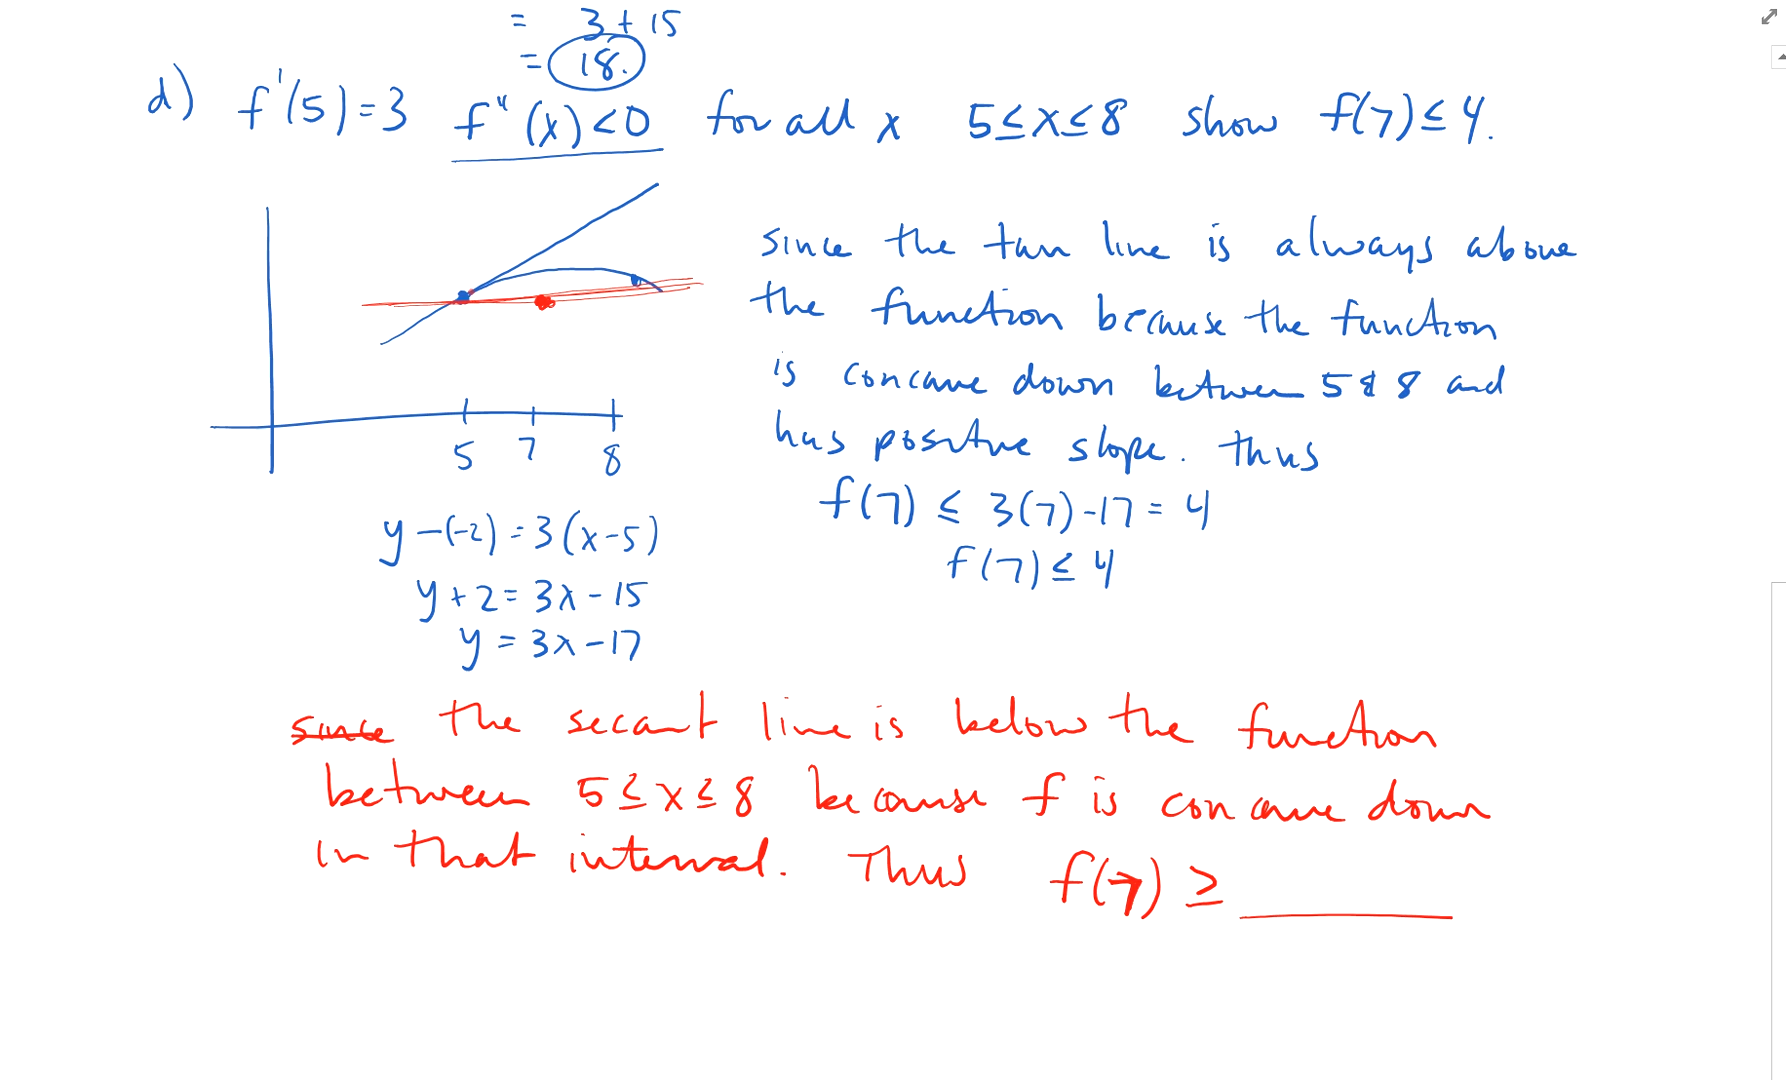 = 3 + 15
= 18.
d) f'(5)=3 f"(x)<0 for all x 5≤x≤8 show f(7)≤4.
since the tan line is always above
the function because the function
is concave down between 5 & 8 and
has positive slope. Thus
5 7 8
f(7) ≤ 3(7)-17 = 4
y-(-2) = 3(x-5)
f(7) ≤ 4
y+2 = 3x-15
y = 3x-17
since the secant line is below the function
between 5≤x≤8 because f is concave down
in that interval. Thus f(7) ≥ ______